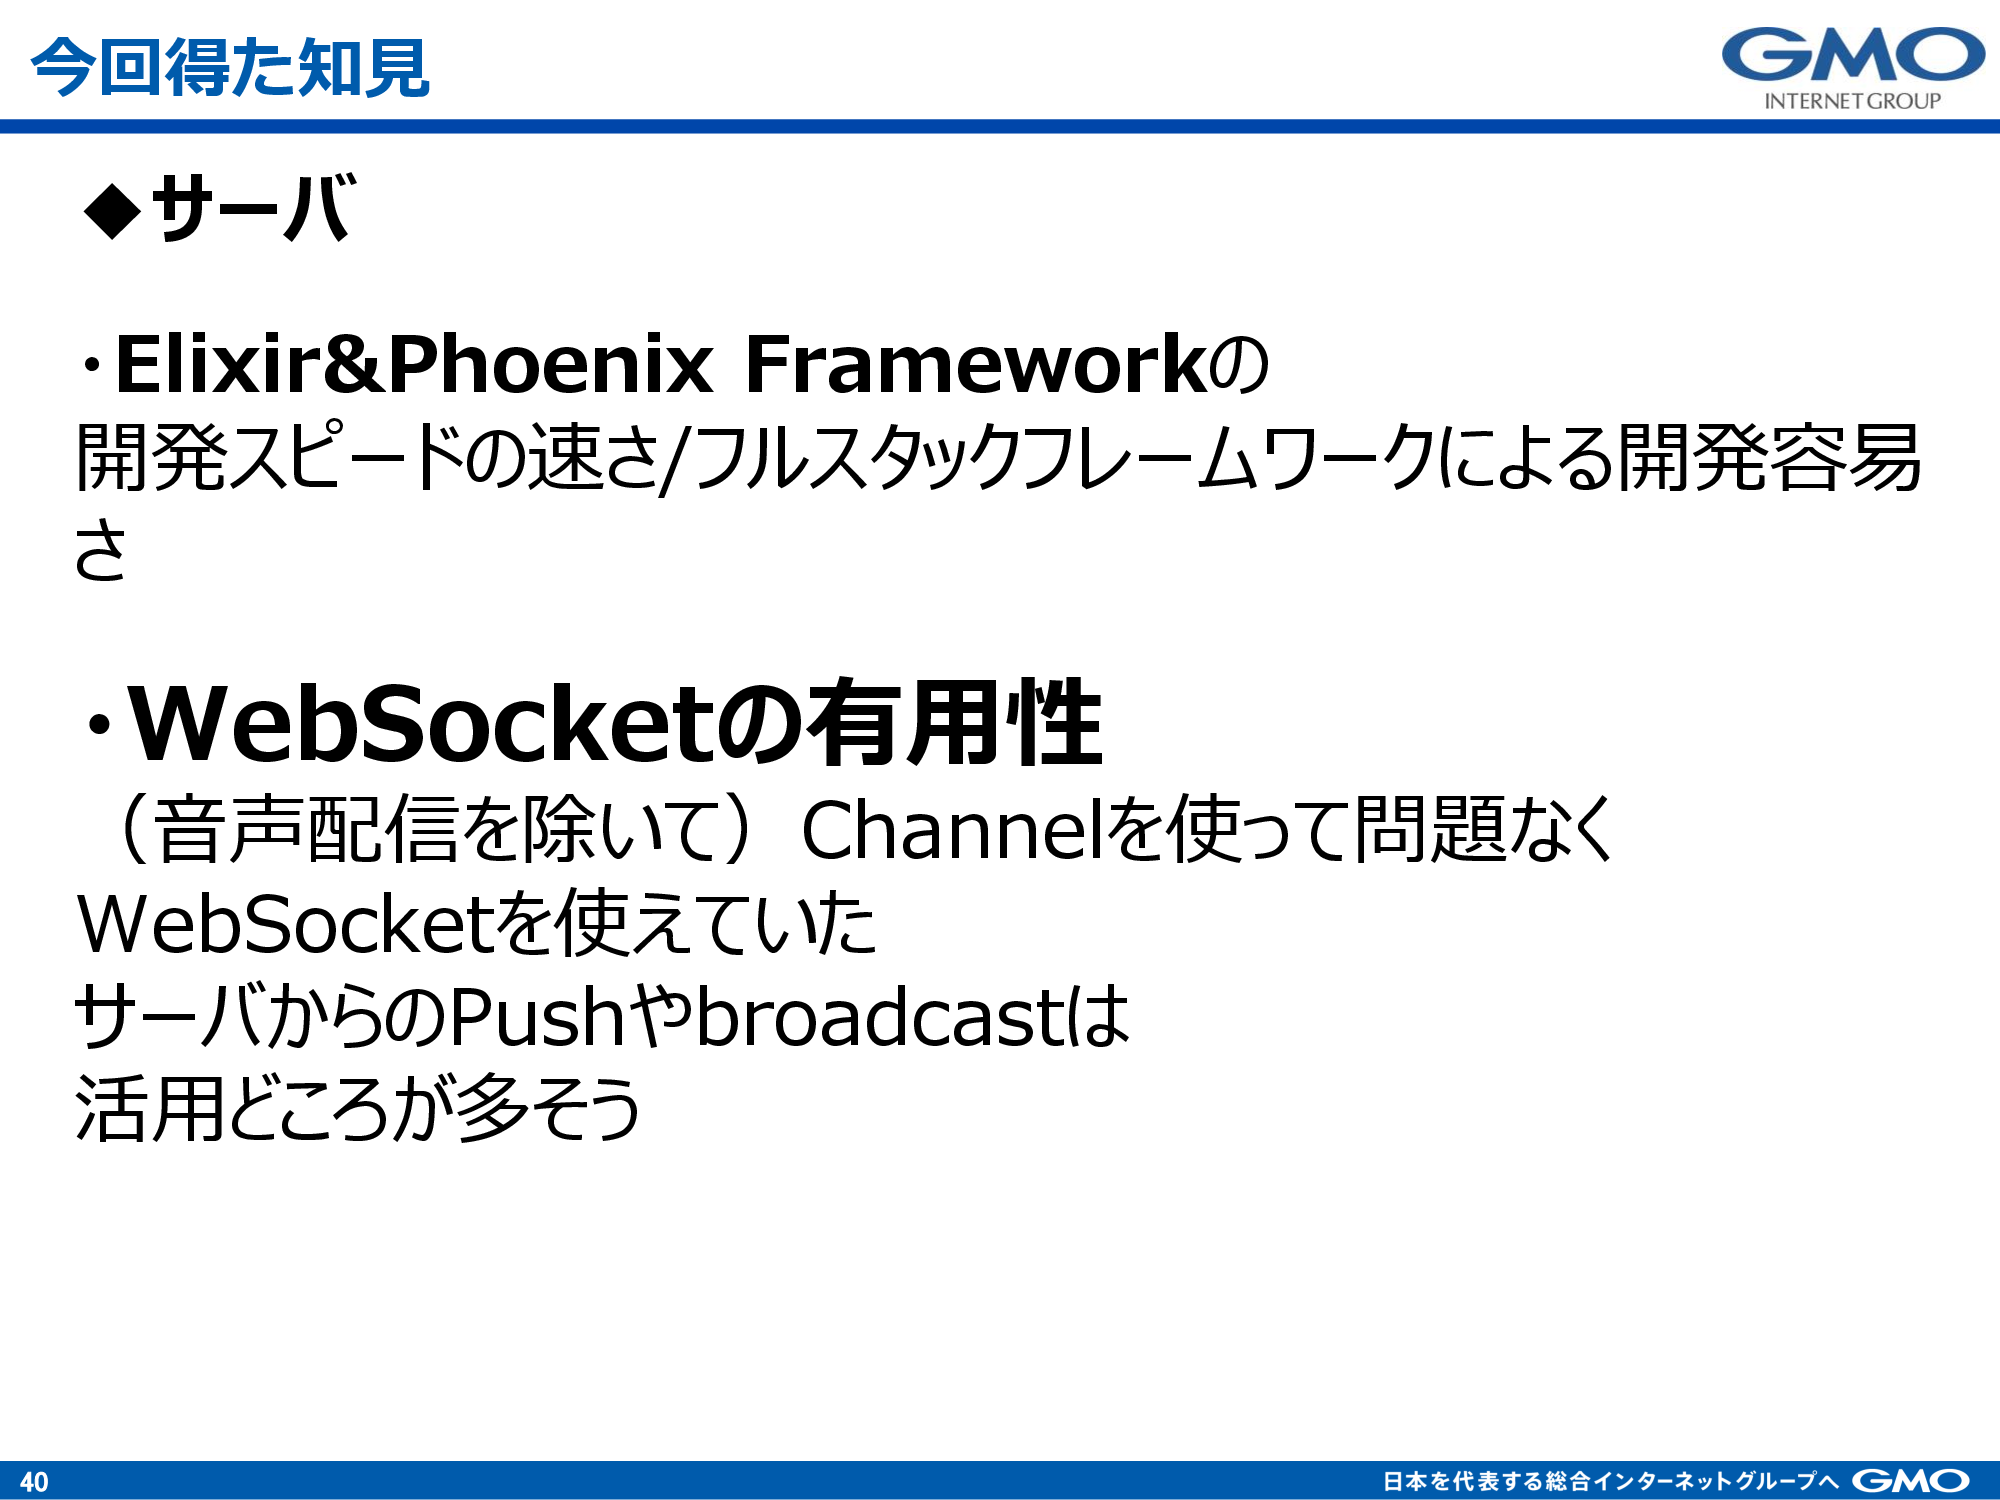 今回得た知見
GMO
INTERNET GROUP
◆サーバ
・Elixir&Phoenix Frameworkの
開発スピードの速さ/フルスタックフレームワークによる開発容易
さ
・WebSocketの有用性
（音声配信を除いて）Channelを使って問題なく
WebSocketを使えていた
サーバからのPushやbroadcastは
活用どころが多そう
40
日本を代表する総合インターネットグループへ GMO